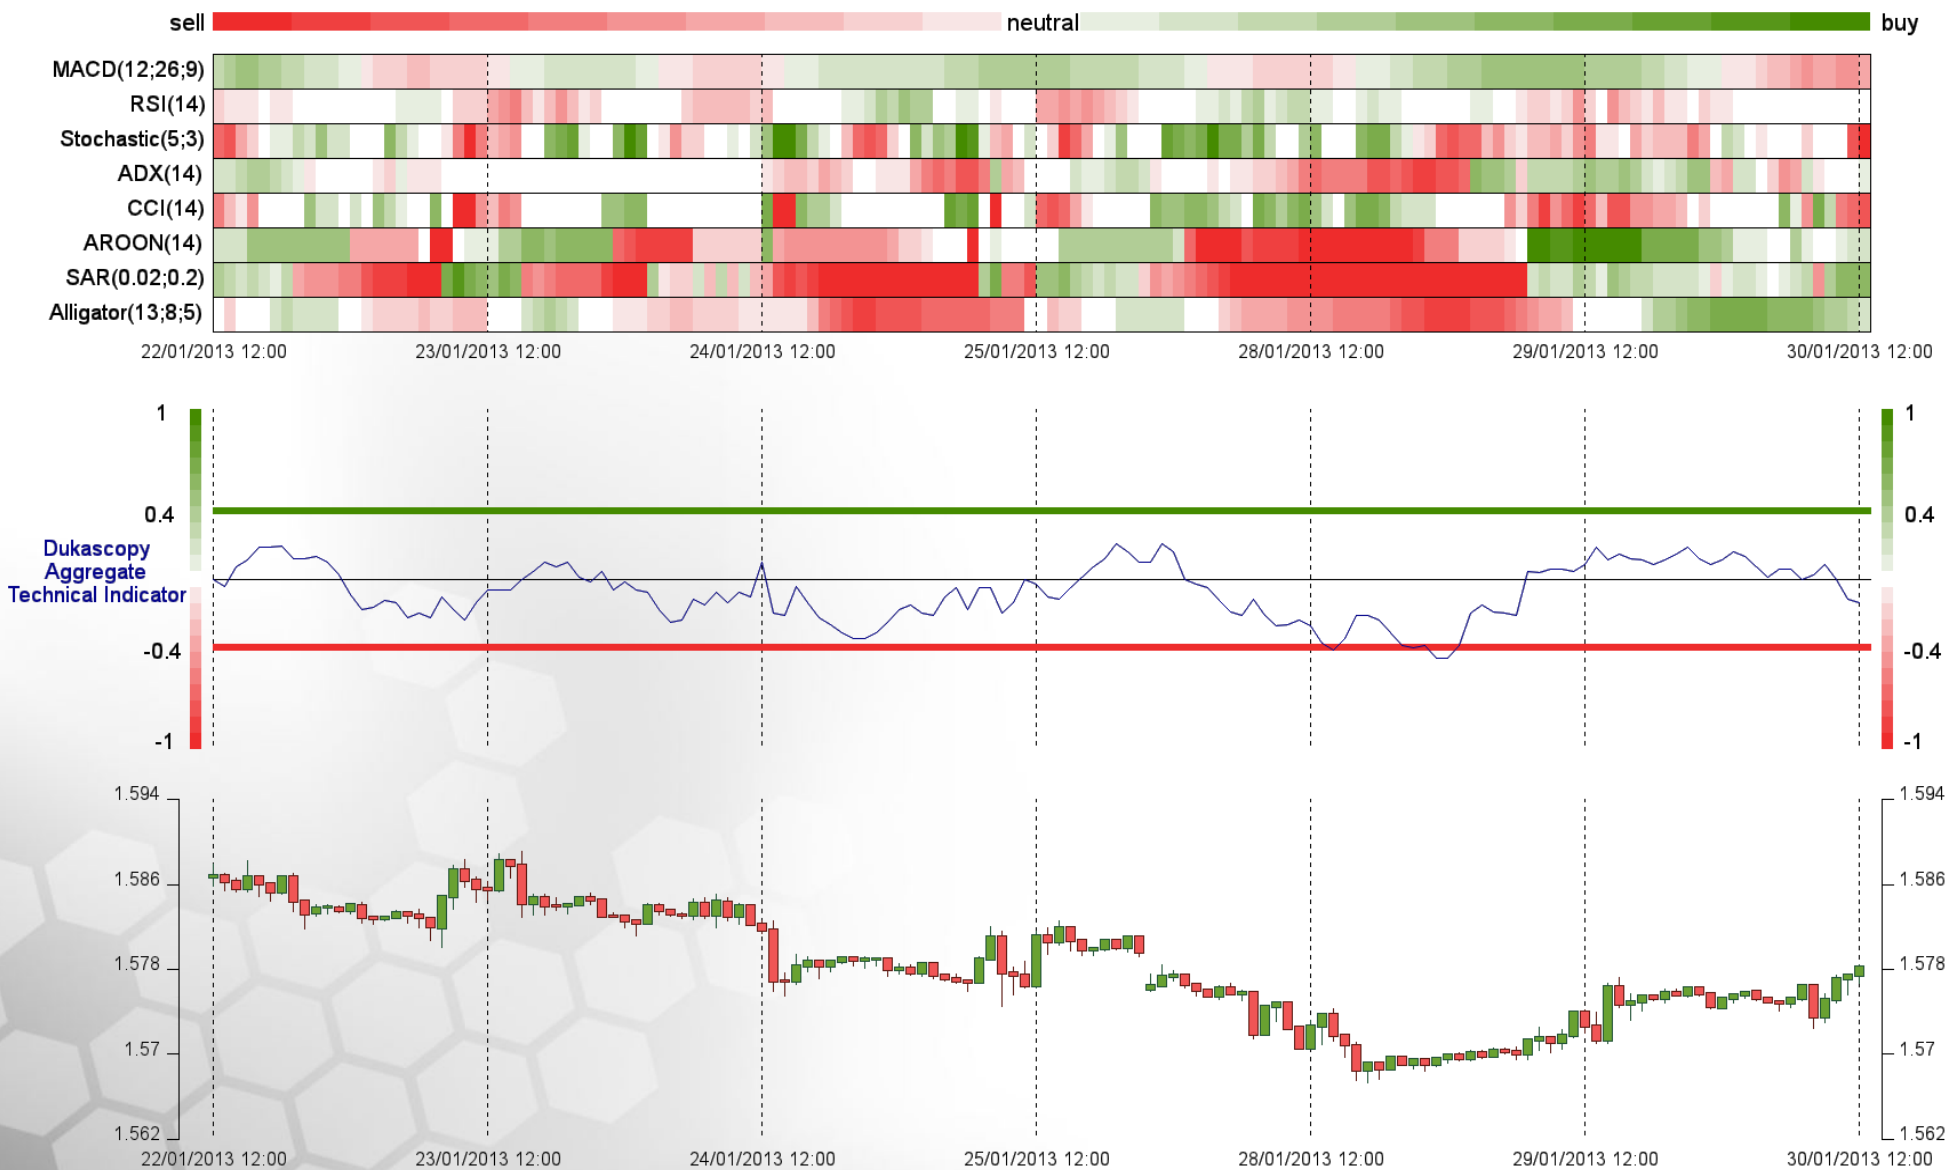 sell neutral buy
MACD(12;26;9)
RSI(14)
Stochastic(5;3)
ADX(14)
CCI(14)
AROON(14)
SAR(0.02;0.2)
Alligator(13;8;5)
22/01/2013 12:00 23/01/2013 12:00 24/01/2013 12:00 25/01/2013 12:00 28/01/2013 12:00 29/01/2013 12:00 30/01/2013 12:00
1 1
0.4 0.4
Dukascopy
Aggregate
Technical Indicator
-0.4 -0.4
-1 -1
1.594 1.594
1.586 1.586
1.578 1.578
1.57 1.57
1.562 1.562
22/01/2013 12:00 23/01/2013 12:00 24/01/2013 12:00 25/01/2013 12:00 28/01/2013 12:00 29/01/2013 12:00 30/01/2013 12:00